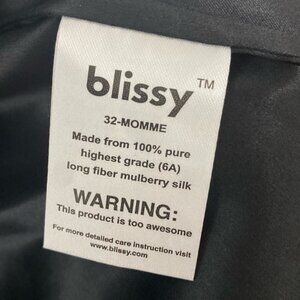 blissy™
32-MOMME
Made from 100% pure
highest grade (6A)
long fiber mulberry silk
WARNING:
This product is too awesome
For more detailed care instruction visit
www.blissy.com